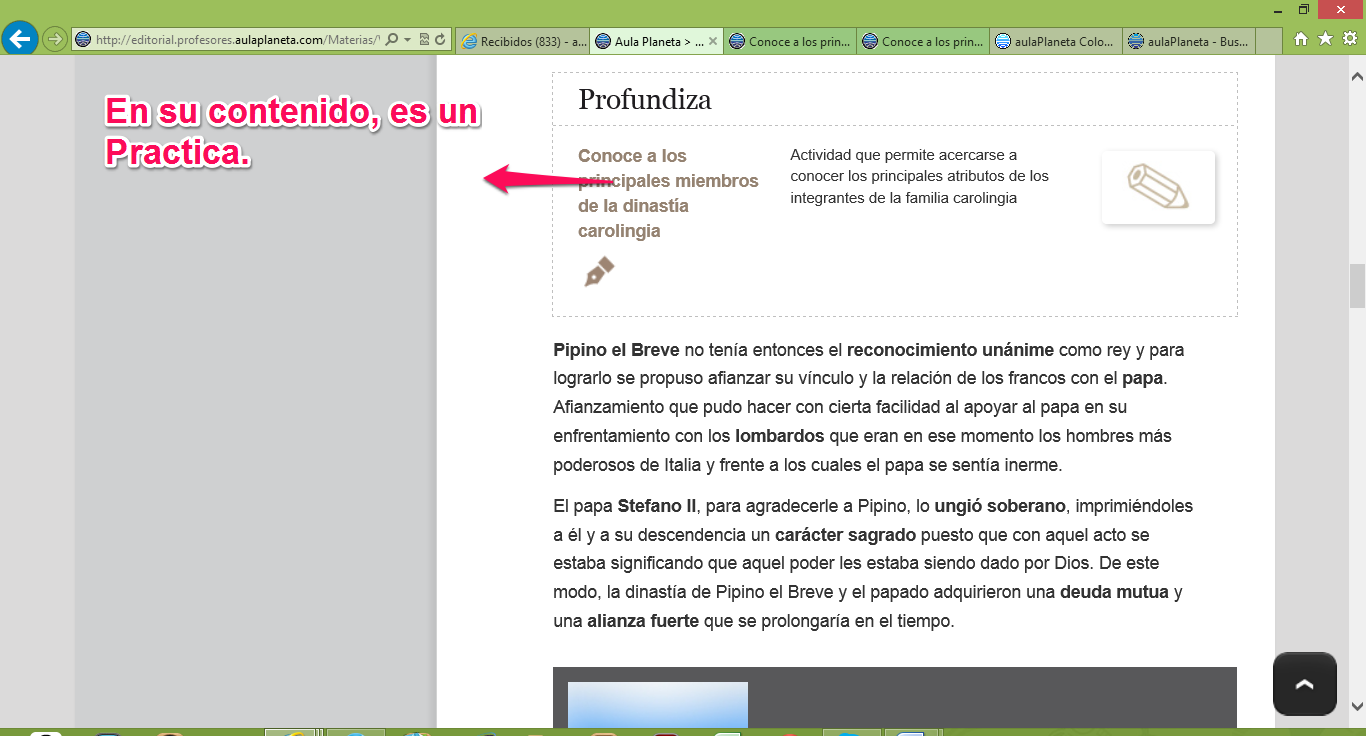 http://editorial.profesores.aulaplaneta.com/Materias/
Recibidos (833) - a...
Aula Planeta > ...
Conoce a los prin...
Conoce a los prin...
aulaPlaneta Colo...
aulaPlaneta - Bus...
En su contenido, es un
Practica.
Profundiza
Conoce a los
principales miembros
de la dinastía
carolingia
Actividad que permite acercarse a
conocer los principales atributos de los
integrantes de la familia carolingia
Pipino el Breve no tenía entonces el reconocimiento unánime como rey y para
lograrlo se propuso afianzar su vínculo y la relación de los francos con el papa.
Afianzamiento que pudo hacer con cierta facilidad al apoyar al papa en su
enfrentamiento con los lombardos que eran en ese momento los hombres más
poderosos de Italia y frente a los cuales el papa se sentía inerme.
El papa Stefano II, para agradecerle a Pipino, lo ungió soberano, imprimiéndoles
a él y a su descendencia un carácter sagrado puesto que con aquel acto se
estaba significando que aquel poder les estaba siendo dado por Dios. De este
modo, la dinastía de Pipino el Breve y el papado adquirieron una deuda mutua y
una alianza fuerte que se prolongaría en el tiempo.